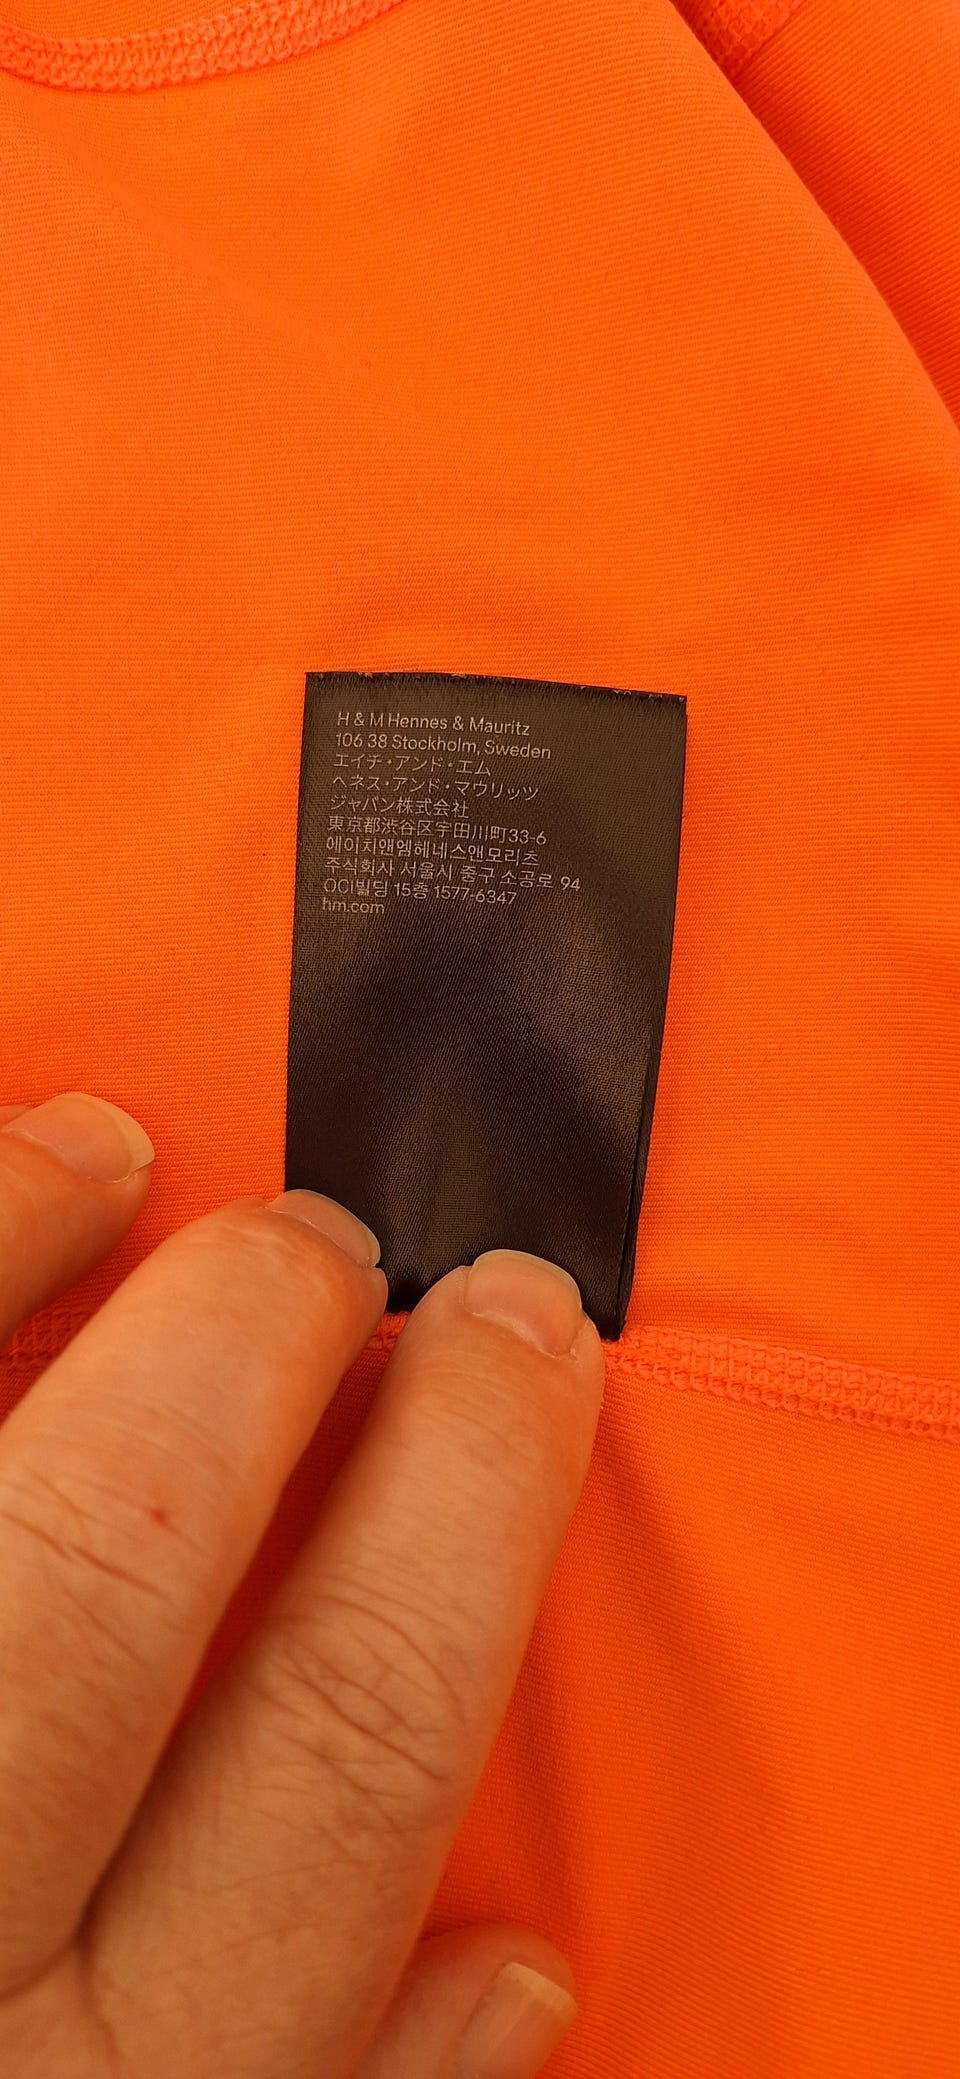 H & M Hennes & Mauritz
106 38 Stockholm, Sweden
エイチ・アンド・エム
ヘネス・アンド・マウリッツ
ジャパン株式会社
東京都渋谷区宇田川町33-6
에이치앤엠헤네스앤모리츠
주식회사 서울시 중구 소공로 94
OCI빌딩 15층 1577-6347
hm.com